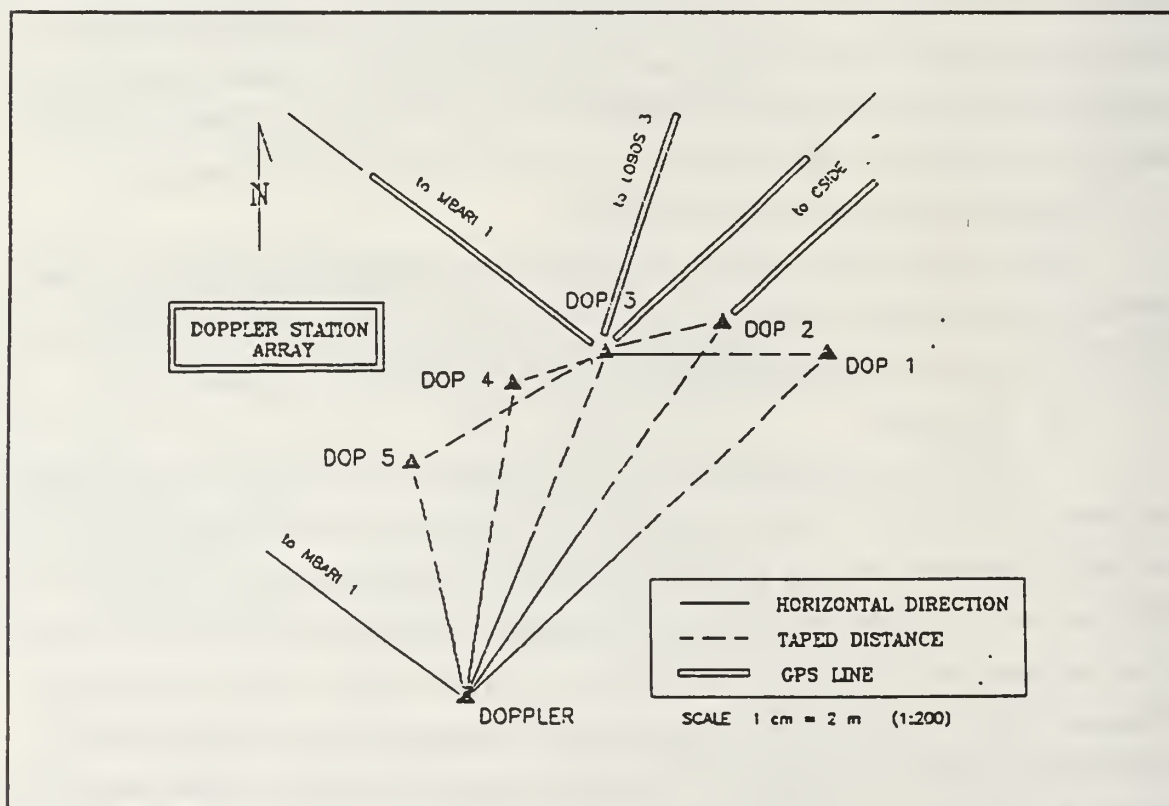 to MBARI 1
to LOBOS 3
to CSIDE
N
DOP 3
DOP 2
DOP 1
DOPPLER STATION
ARRAY
DOP 4
DOP 5
to MBARI 1
DOPPLER
HORIZONTAL DIRECTION
TAPED DISTANCE
GPS LINE
SCALE 1 cm = 2 m (1:200)